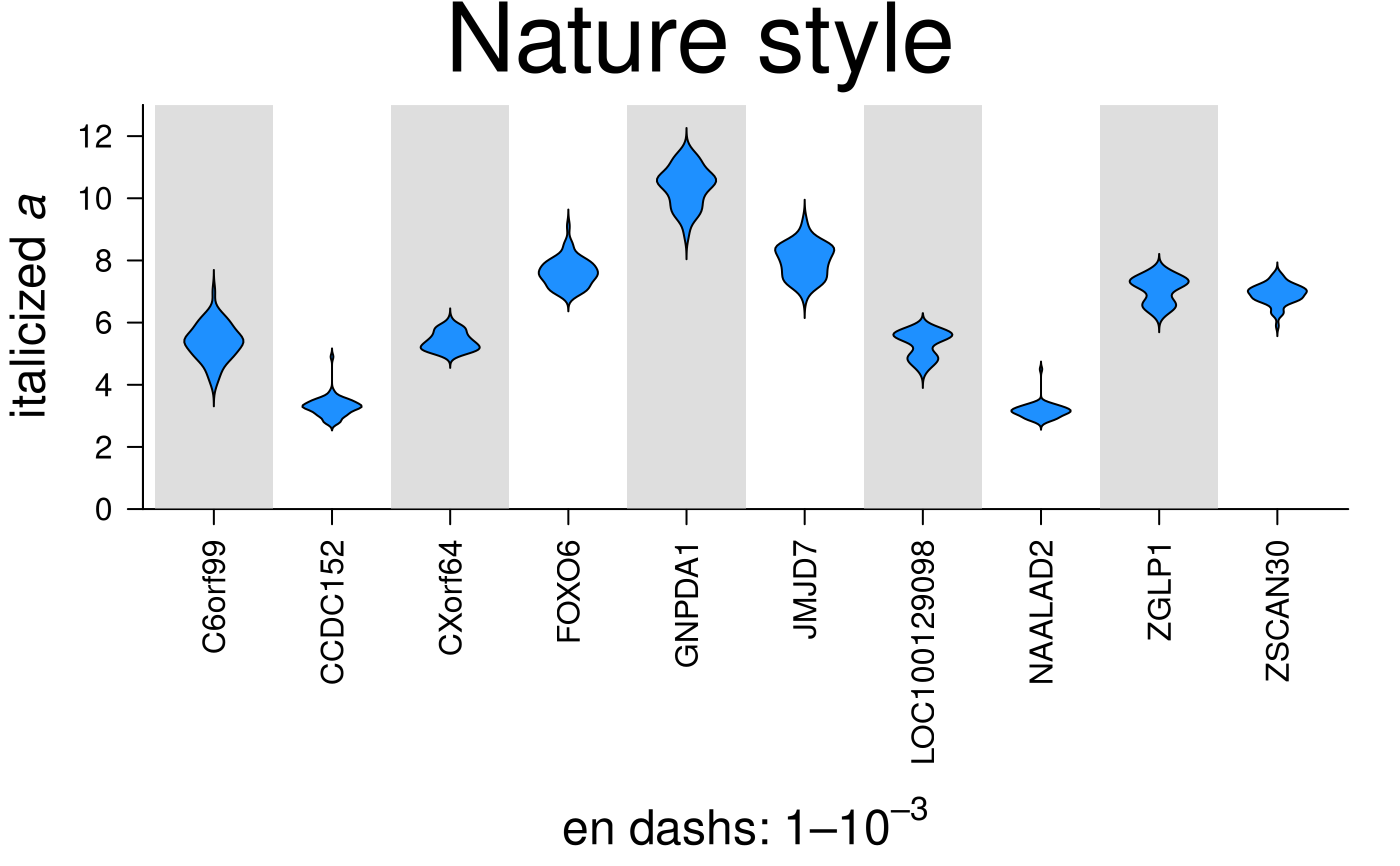 Nature style
italicized a
12
10
8
6
4
2
0
C6orf99
CCDC152
CXorf64
FOXO6
GNPDA1
JMJD7
LOC100129098
NAALAD2
ZGLP1
ZSCAN30
en dashs: 1–10⁻³